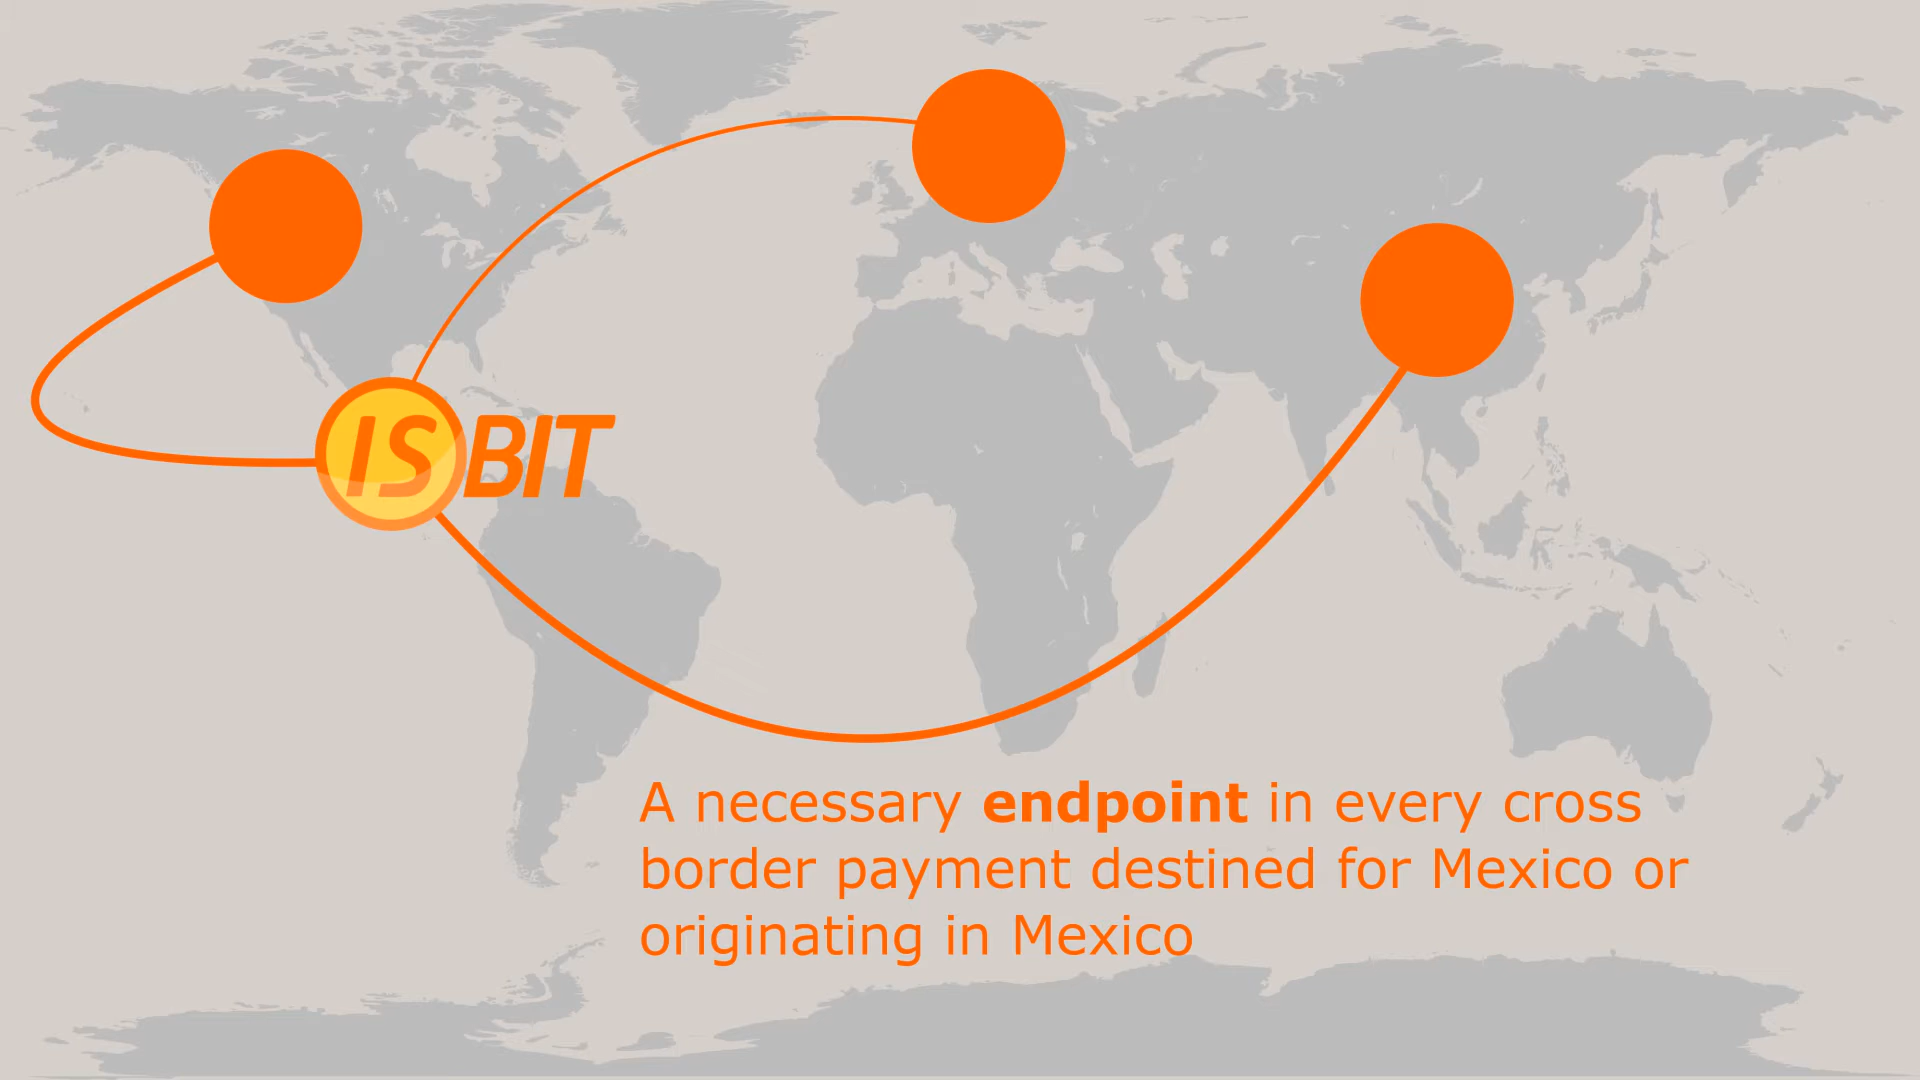 ISBIT
A necessary endpoint in every cross
border payment destined for Mexico or
originating in Mexico